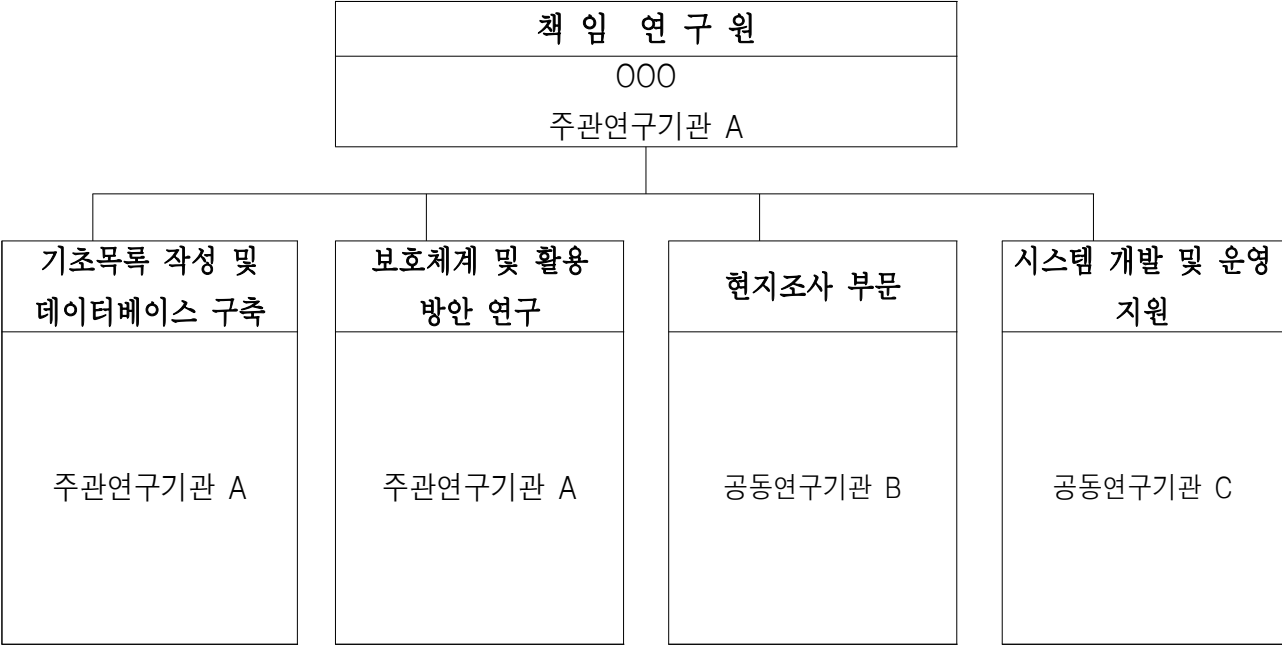 책 임 연 구 원
OOO
주관연구기관 A
기초목록 작성 및
데이터베이스 구축
주관연구기관 A
보호체계 및 활용
방안 연구
주관연구기관 A
현지조사 부문
공동연구기관 B
시스템 개발 및 운영
지원
공동연구기관 C